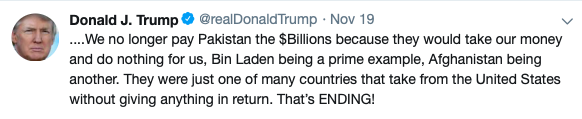 Donald J. Trump @realDonaldTrump · Nov 19
....We no longer pay Pakistan the $Billions because they would take our money
and do nothing for us, Bin Laden being a prime example, Afghanistan being
another. They were just one of many countries that take from the United States
without giving anything in return. That’s ENDING!